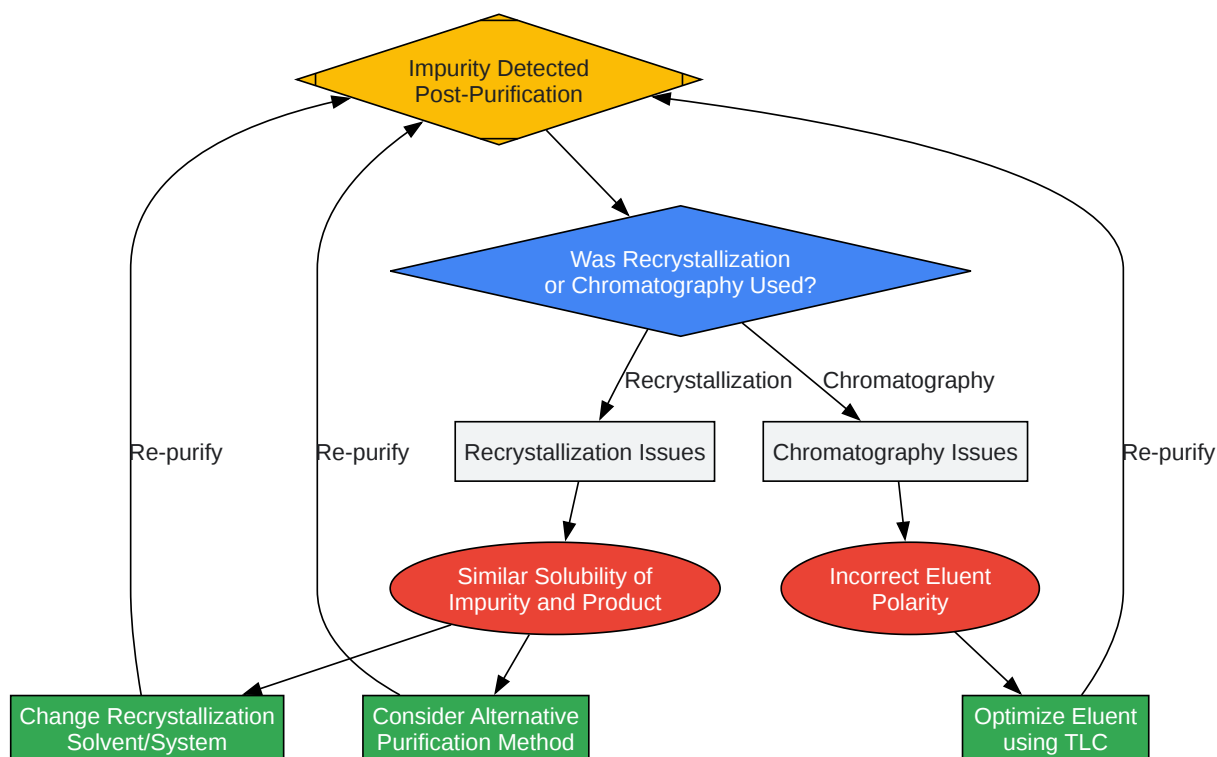 Impurity Detected
Post-Purification
Was Recrystallization
or Chromatography Used?
Recrystallization
Chromatography
Re-purify
Re-purify
Recrystallization Issues
Chromatography Issues
Re-purify
Similar Solubility of
Impurity and Product
Incorrect Eluent
Polarity
Change Recrystallization
Solvent/System
Consider Alternative
Purification Method
Optimize Eluent
using TLC